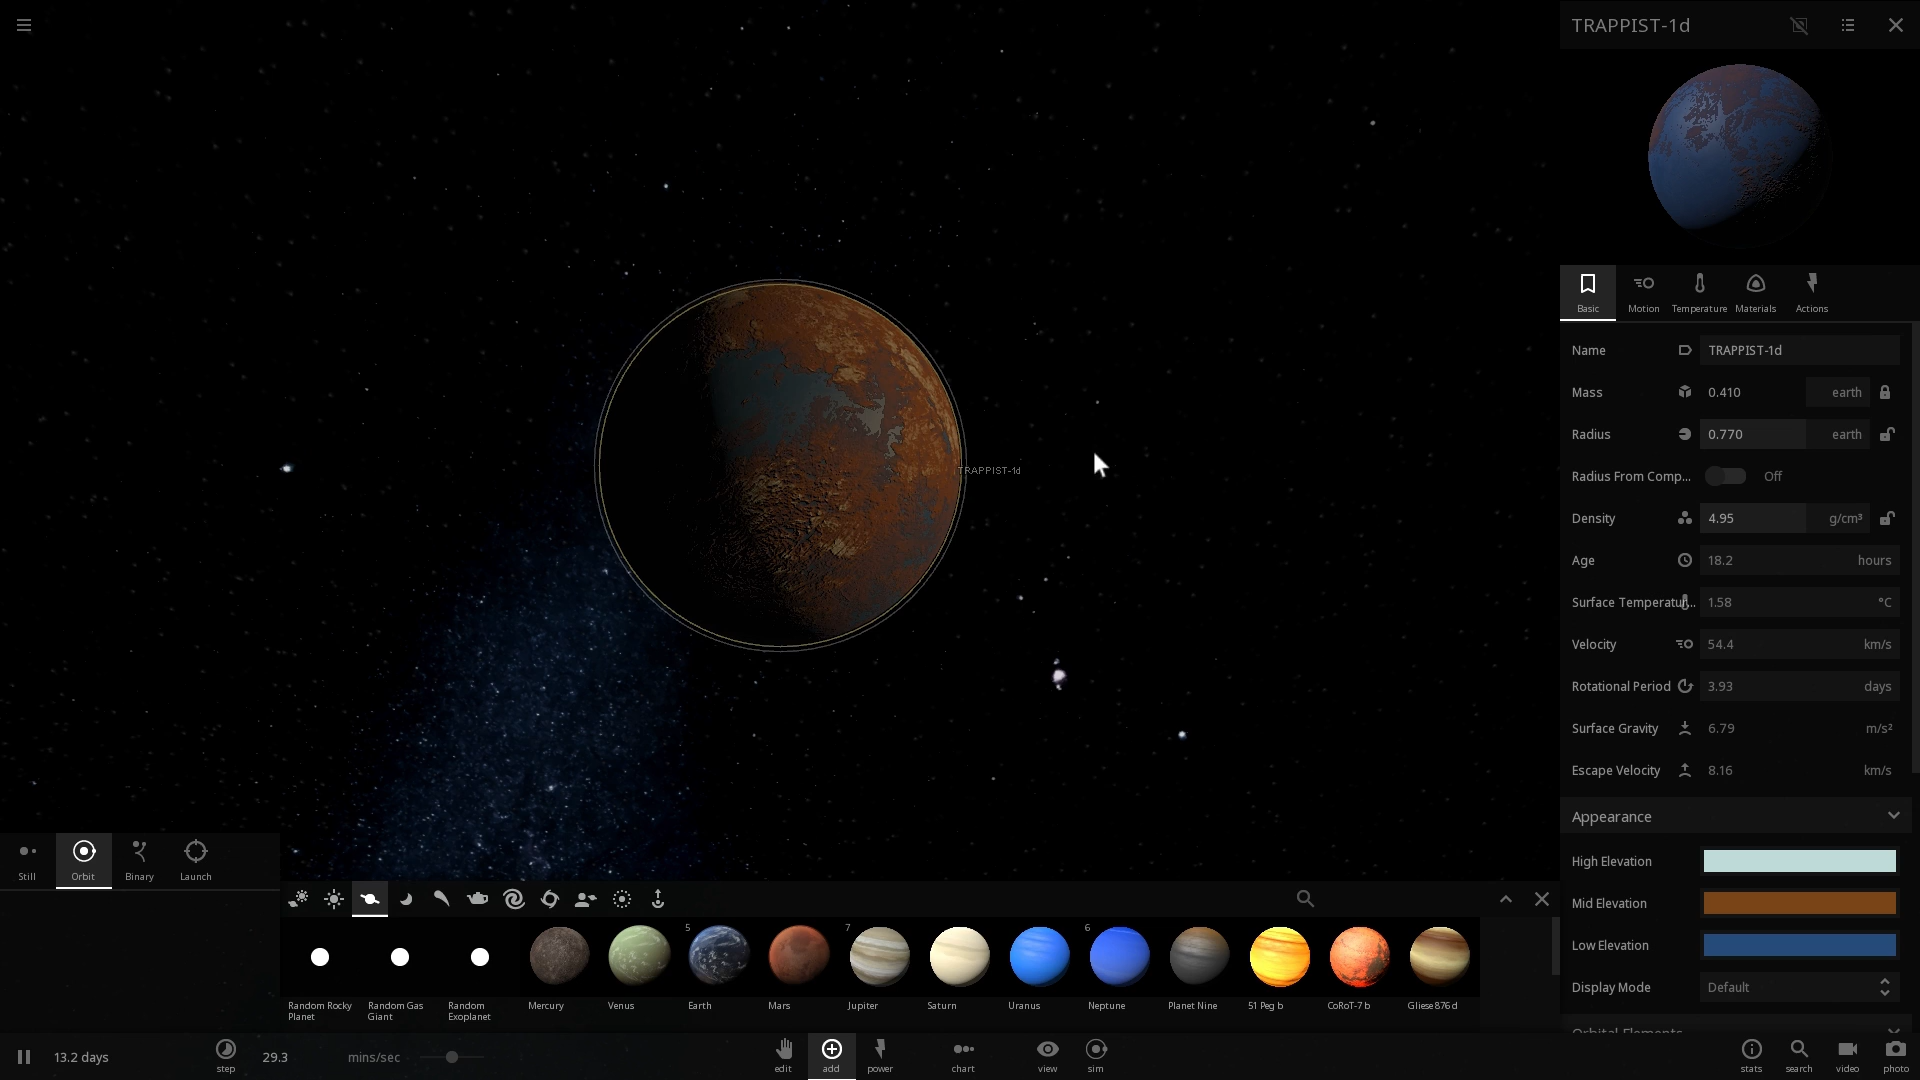 TRAPPIST-1d
TRAPPIST-1d
Basic
Motion
Temperature
Materials
Actions
Name
TRAPPIST-1d
Mass
0.410
earth
Radius
0.770
earth
Radius From Comp...
Off
Density
4.95
g/cm³
Age
18.2
hours
Surface Temperatur...
1.58
°C
Velocity
54.4
km/s
Rotational Period
3.93
days
Surface Gravity
6.79
m/s²
Escape Velocity
8.16
km/s
Appearance
High Elevation
Mid Elevation
Low Elevation
Display Mode
Default
Orbital Elements
Still
Orbit
Binary
Launch
5
7
6
Random Rocky
Planet
Random Gas
Giant
Random
Exoplanet
Mercury
Venus
Earth
Mars
Jupiter
Saturn
Uranus
Neptune
Planet Nine
51 Peg b
CoRoT-7 b
Gliese 876 d
13.2 days
step
29.3
mins/sec
edit
add
power
chart
view
sim
stats
search
video
photo